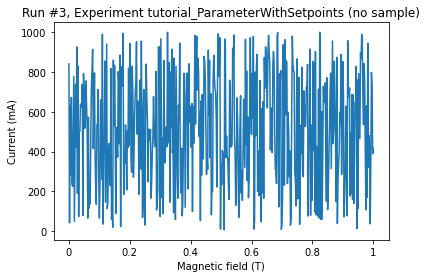 Run #3, Experiment tutorial_ParameterWithSetpoints (no sample)
1000
800
600
400
200
0
Current (mA)
0 0.2 0.4 0.6 0.8 1
Magnetic field (T)